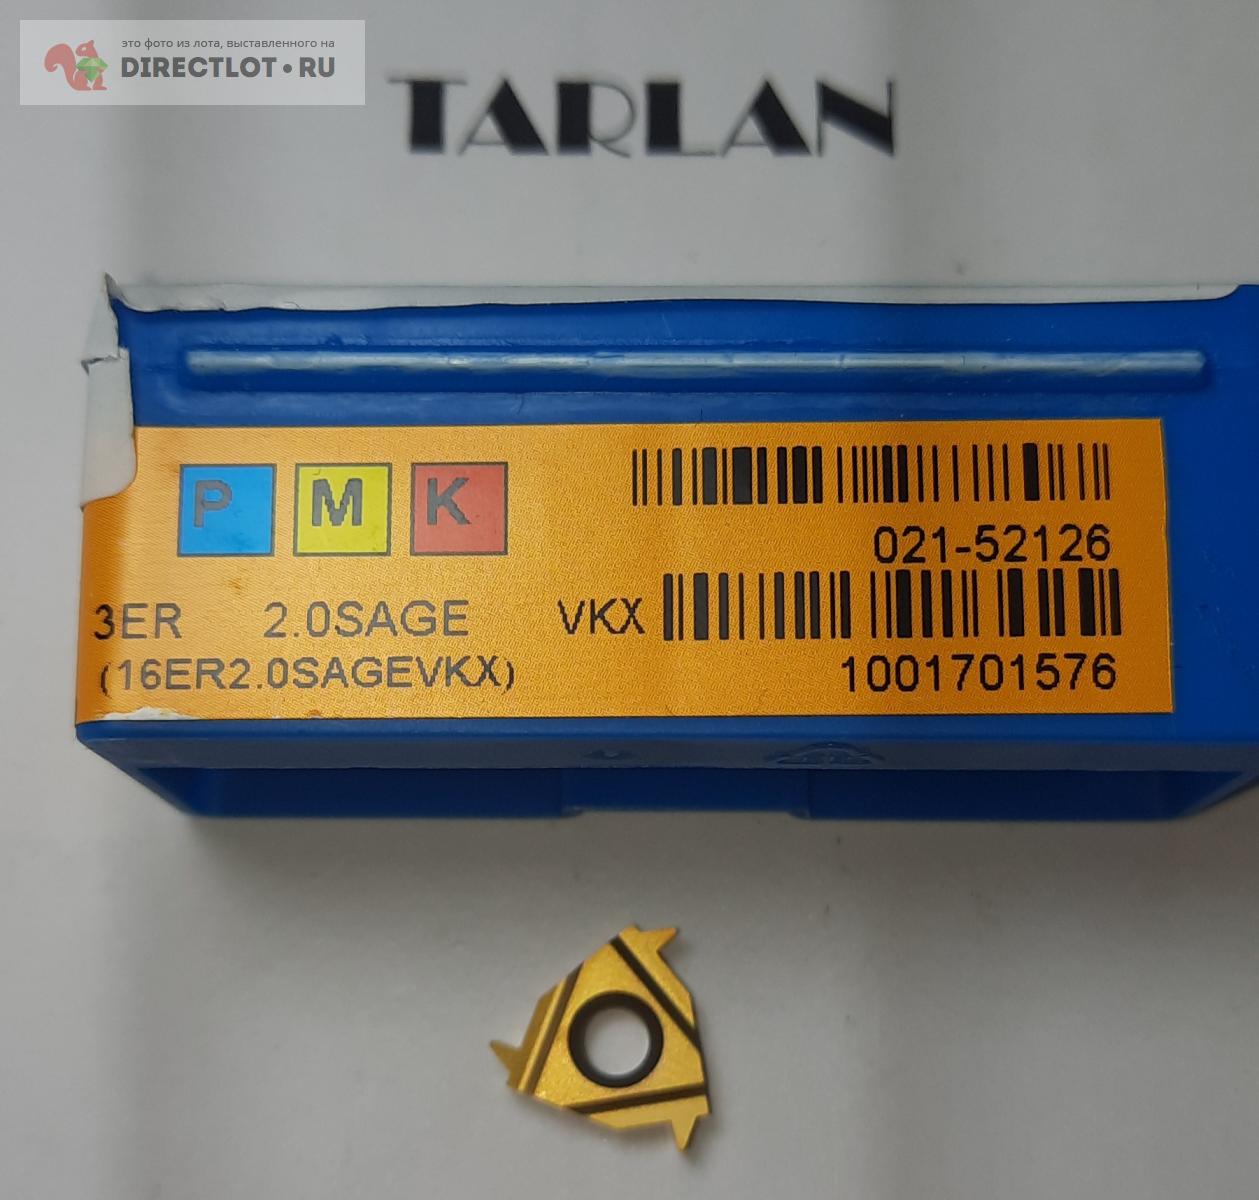 это фото из лота, выставленного на
DIRECTLOT•RU
TARLAN
P M K
021-52126
3ER 2.0SAGE VKX
(16ER2.0SAGEVKX)
1001701576